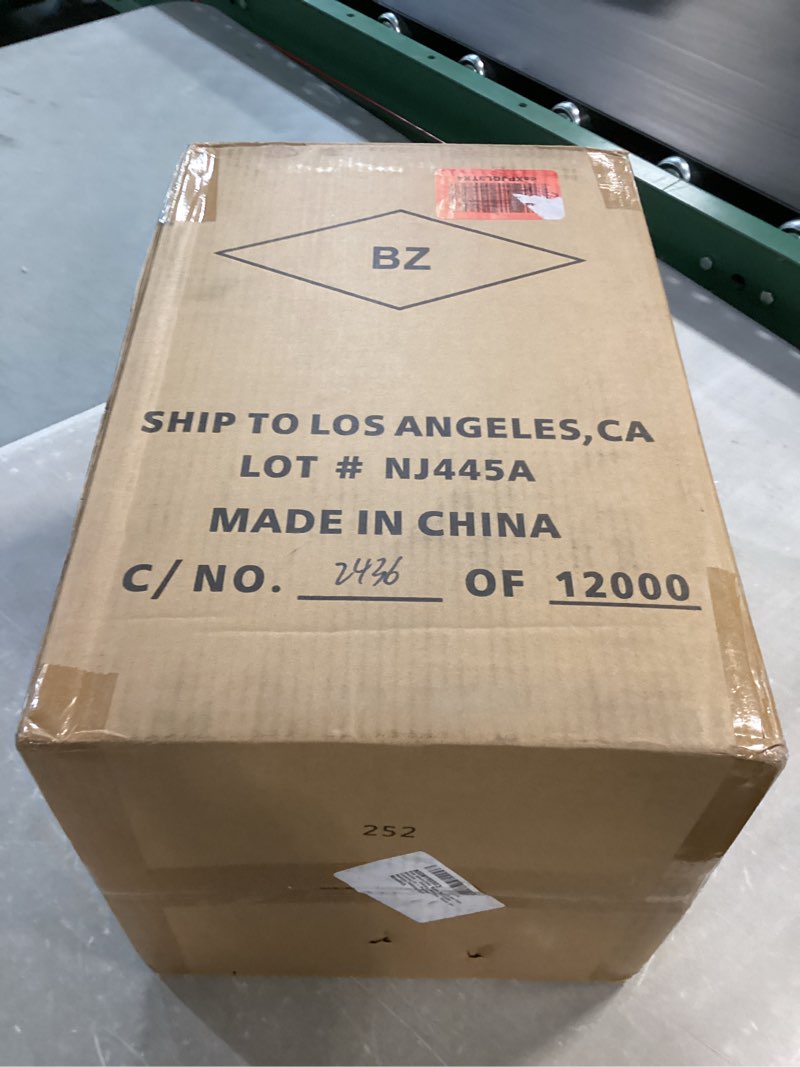 BZ
SHIP TO LOS ANGELES,CA
LOT # NJ445A
MADE IN CHINA
C/ NO. 2436 OF 12000
252